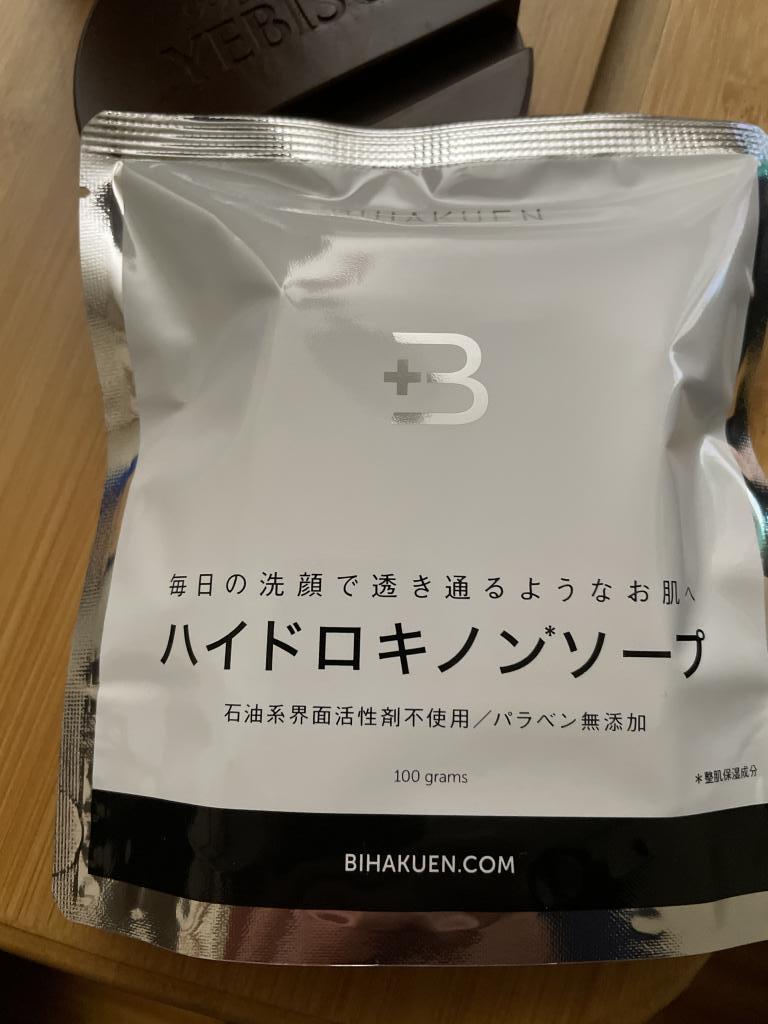 YEBIS
BIHAKUEN
B
毎日の洗顔で透き通るようなお肌へ
ハイドロキノン*ソープ
石油系界面活性剤不使用／パラベン無添加
100 grams
*整肌保湿成分
BIHAKUEN.COM